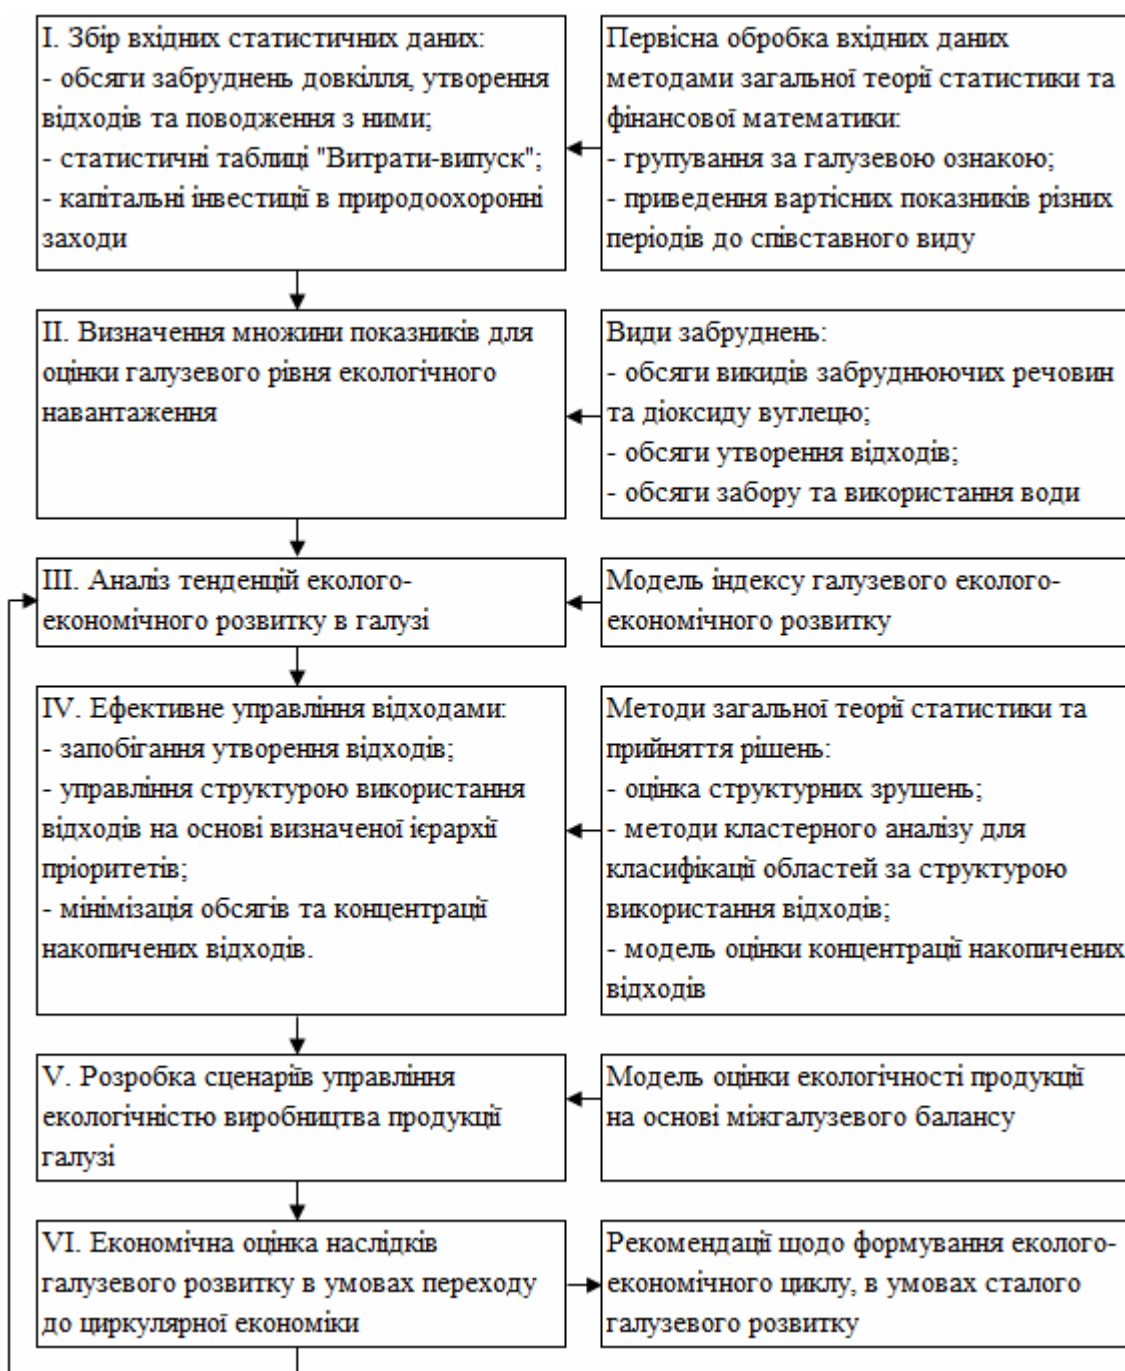 І. Збір вхідних статистичних даних:
- обсяги забруднень довкілля, утворення
відходів та поводження з ними;
- статистичні таблиці "Витрати-випуск";
- капітальні інвестиції в природоохоронні
заходи
Первісна обробка вхідних даних
методами загальної теорії статистики та
фінансової математики:
- групування за галузевою ознакою;
- приведення вартісних показників різних
періодів до співставного виду
ІІ. Визначення множини показників для
оцінки галузевого рівня екологічного
навантаження
Види забруднень:
- обсяги викидів забруднюючих речовин
та діоксиду вуглецю;
- обсяги утворення відходів;
- обсяги забору та використання води
ІІІ. Аналіз тенденцій еколого-
економічного розвитку в галузі
Модель індексу галузевого еколого-
економічного розвитку
IV. Ефективне управління відходами:
- запобігання утворення відходів;
- управління структурою використання
відходів на основі визначеної ієрархії
пріоритетів;
- мінімізація обсягів та концентрації
накопичених відходів.
Методи загальної теорії статистики та
прийняття рішень:
- оцінка структурних зрушень;
- методи кластерного аналізу для
класифікації областей за структурою
використання відходів;
- модель оцінки концентрації накопичених
відходів
V. Розробка сценаріїв управління
екологічністю виробництва продукції
галузі
Модель оцінки екологічності продукції
на основі міжгалузевого балансу
VI. Економічна оцінка наслідків
галузевого розвитку в умовах переходу
до циркулярної економіки
Рекомендації щодо формування еколого-
економічного циклу, в умовах сталого
галузевого розвитку